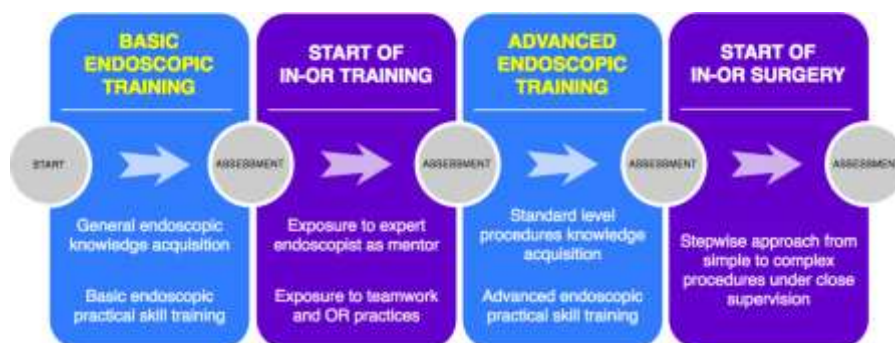 BASIC
ENDOSCOPIC
TRAINING
START OF
IN-OR TRAINING
ADVANCED
ENDOSCOPIC
TRAINING
START OF
IN-OR SURGERY
START
ASSESSMENT
ASSESSMENT
ASSESSMENT
ASSESSMENT
General endoscopic
knowledge acquisition
Basic endoscopic
practical skill training
Exposure to expert
endoscopist as mentor
Exposure to teamwork
and OR practices
Standard level
procedures knowledge
acquisition
Advanced endoscopic
practical skill training
Stepwise approach from
simple to complex
procedures under close
supervision